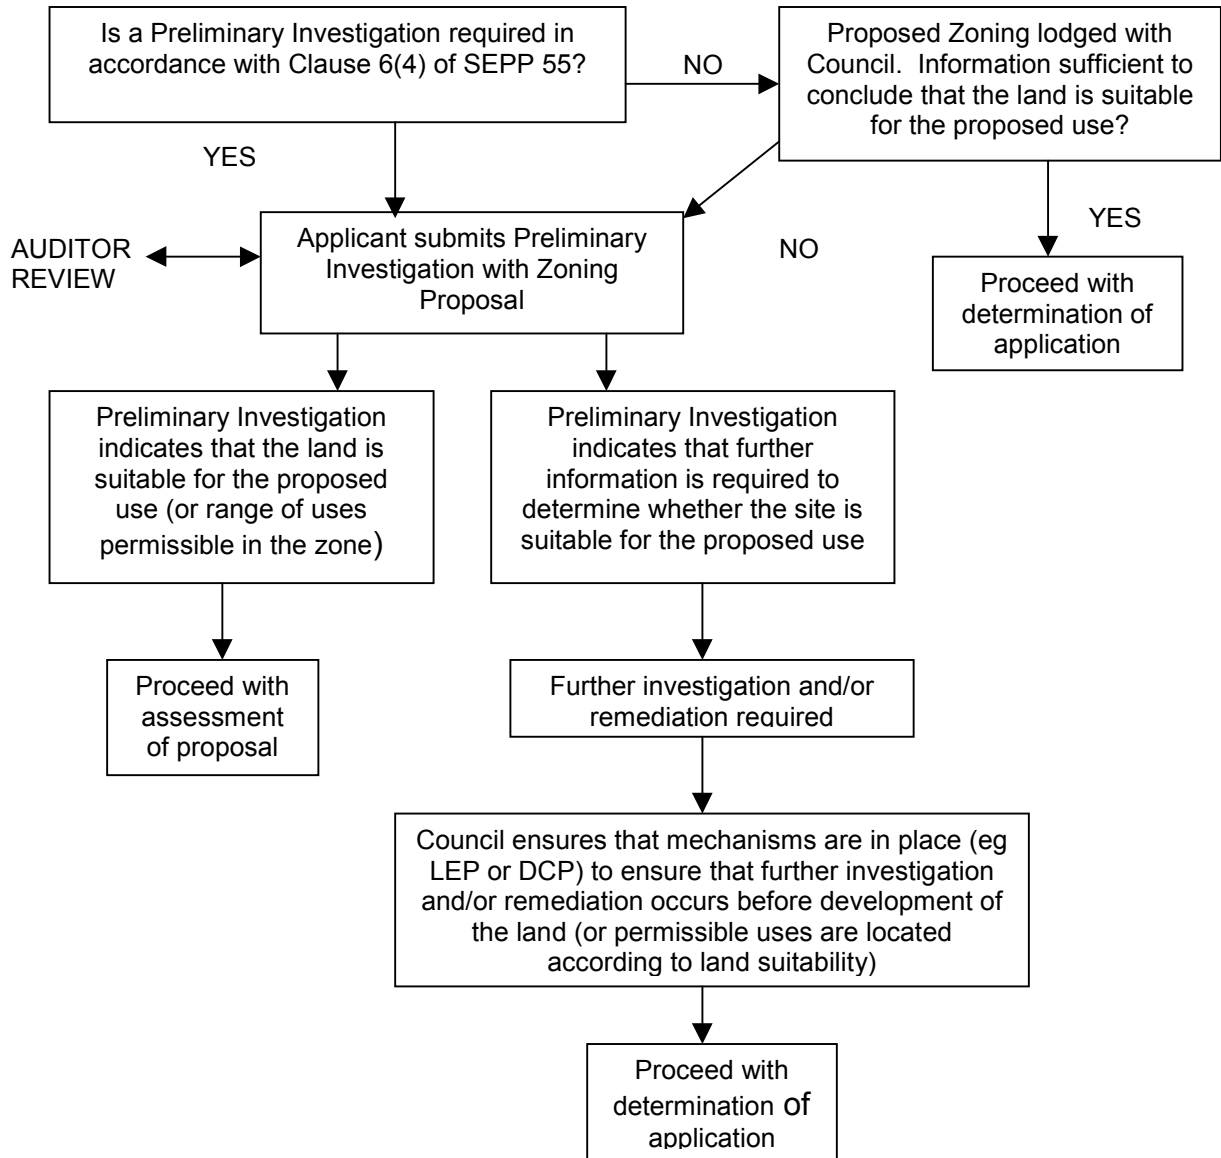 Is a Preliminary Investigation required in
accordance with Clause 6(4) of SEPP 55?
NO
Proposed Zoning lodged with
Council.  Information sufficient to
conclude that the land is suitable
for the proposed use?
YES
YES
NO
AUDITOR
REVIEW
Applicant submits Preliminary
Investigation with Zoning
Proposal
Proceed with
determination of
application
Preliminary Investigation
indicates that the land is
suitable for the proposed
use (or range of uses
permissible in the zone)
Preliminary Investigation
indicates that further
information is required to
determine whether the site is
suitable for the proposed use
Proceed with
assessment
of proposal
Further investigation and/or
remediation required
Council ensures that mechanisms are in place (eg
LEP or DCP) to ensure that further investigation
and/or remediation occurs before development of
the land (or permissible uses are located
according to land suitability)
Proceed with
determination of
application